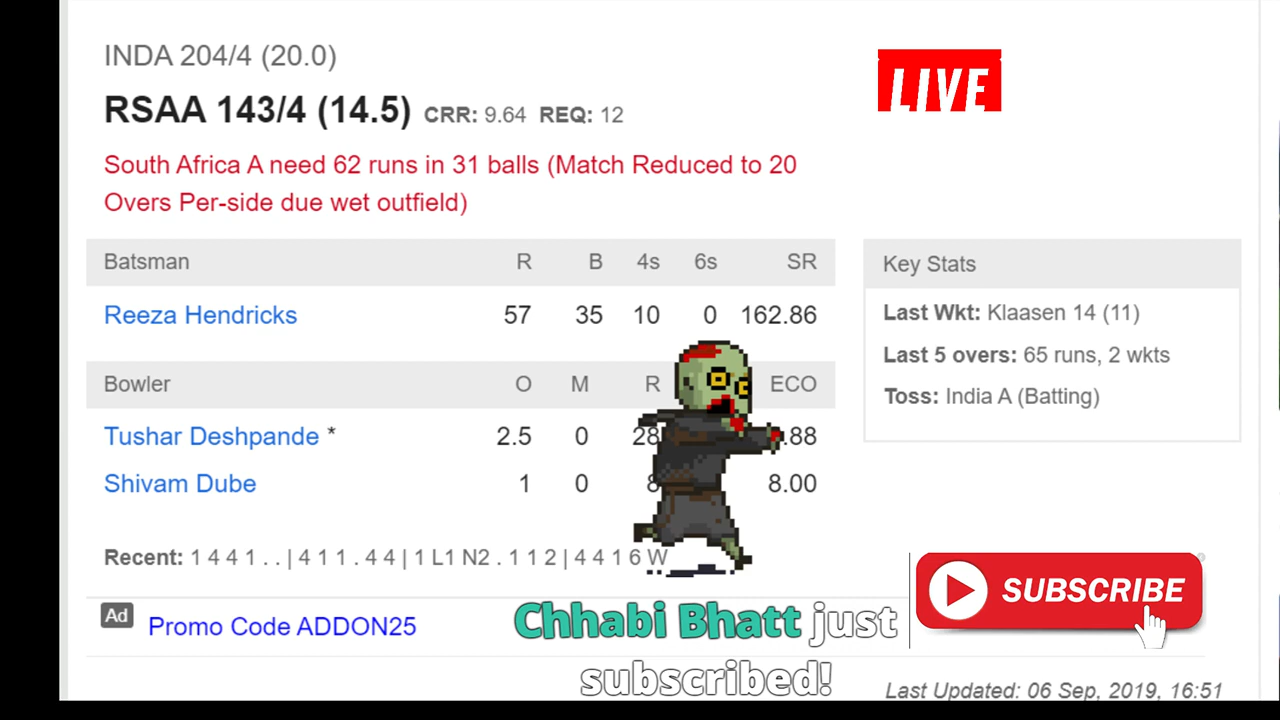 INDA 204/4 (20.0)
LIVE
RSAA 143/4 (14.5) CRR: 9.64 REQ: 12
South Africa A need 62 runs in 31 balls (Match Reduced to 20
Overs Per-side due wet outfield)
Batsman R B 4s 6s SR
Reeza Hendricks 57 35 10 0 162.86
Bowler O M R ECO
Tushar Deshpande * 2.5 0 28 .88
Shivam Dube 1 0 8 8.00
Recent: 1 4 4 1 . . | 4 1 1 . 4 4 | 1 L1 N2 . 1 1 2 | 4 4 1 6 W
Key Stats
Last Wkt: Klaasen 14 (11)
Last 5 overs: 65 runs, 2 wkts
Toss: India A (Batting)
Ad Promo Code ADDON25
Chhabi Bhatt just
subscribed!
SUBSCRIBE
Last Updated: 06 Sep, 2019, 16:51